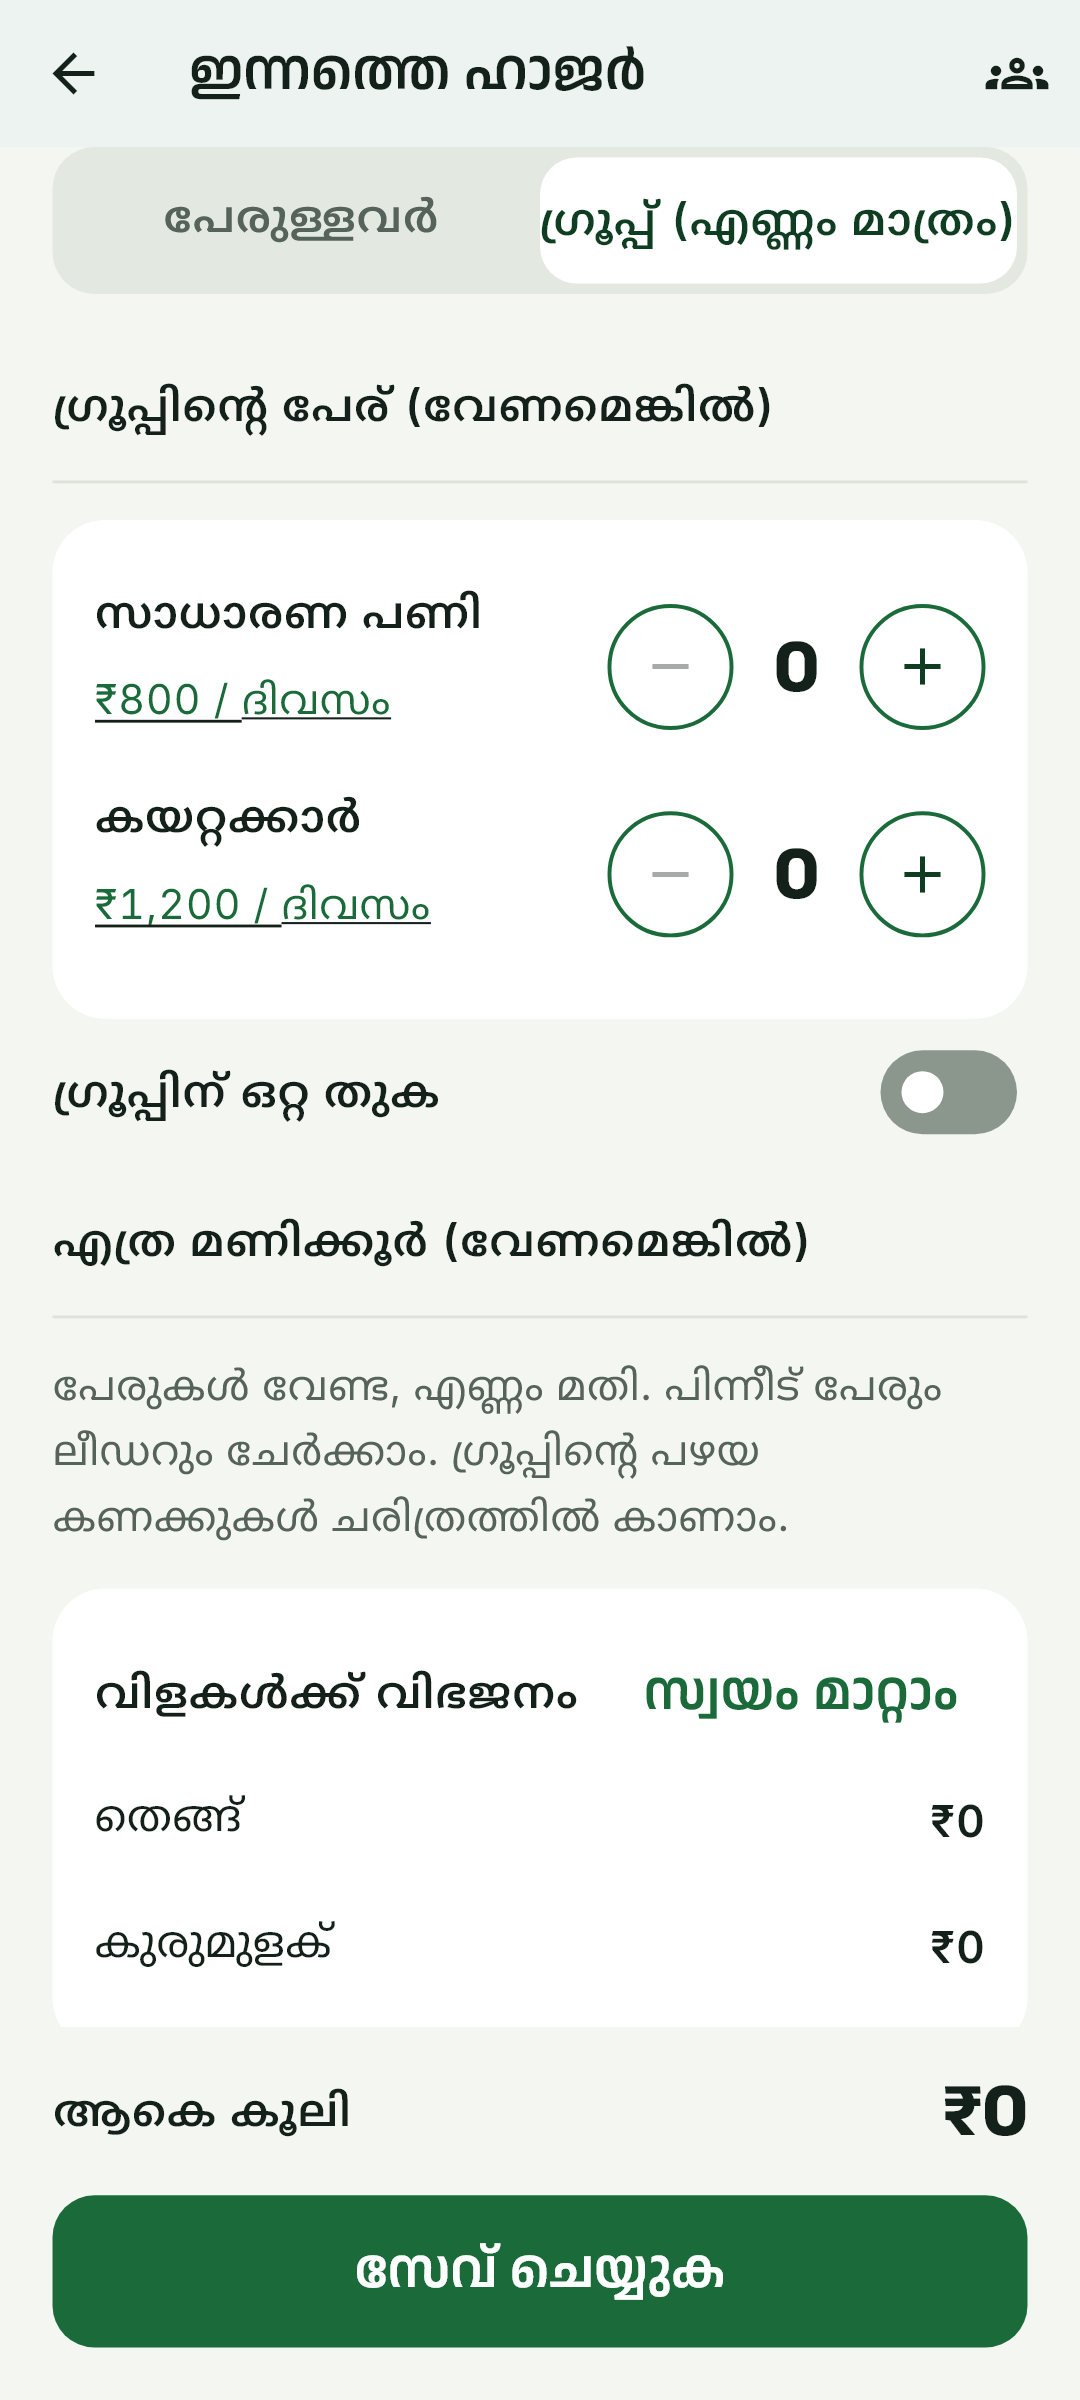 ഇന്നത്തെ ഹാജർ
പേരുള്ളവർ
ഗ്രൂപ്പ് (എണ്ണം മാത്രം)
ഗ്രൂപ്പിന്റെ പേര് (വേണമെങ്കിൽ)
സാധാരണ പണി
₹800 / ദിവസം
0
കയറ്റക്കാർ
₹1,200 / ദിവസം
0
ഗ്രൂപ്പിന് ഒറ്റ തുക
എത്ര മണിക്കൂർ (വേണമെങ്കിൽ)
പേരുകൾ വേണ്ട, എണ്ണം മതി. പിന്നീട് പേരും
ലീഡറും ചേർക്കാം. ഗ്രൂപ്പിന്റെ പഴയ
കണക്കുകൾ ചരിത്രത്തിൽ കാണാം.
വിളകൾക്ക് വിഭജനം
സ്വയം മാറ്റാം
തെങ്ങ്
₹0
കുരുമുളക്
₹0
ആകെ കൂലി
₹0
സേവ് ചെയ്യുക